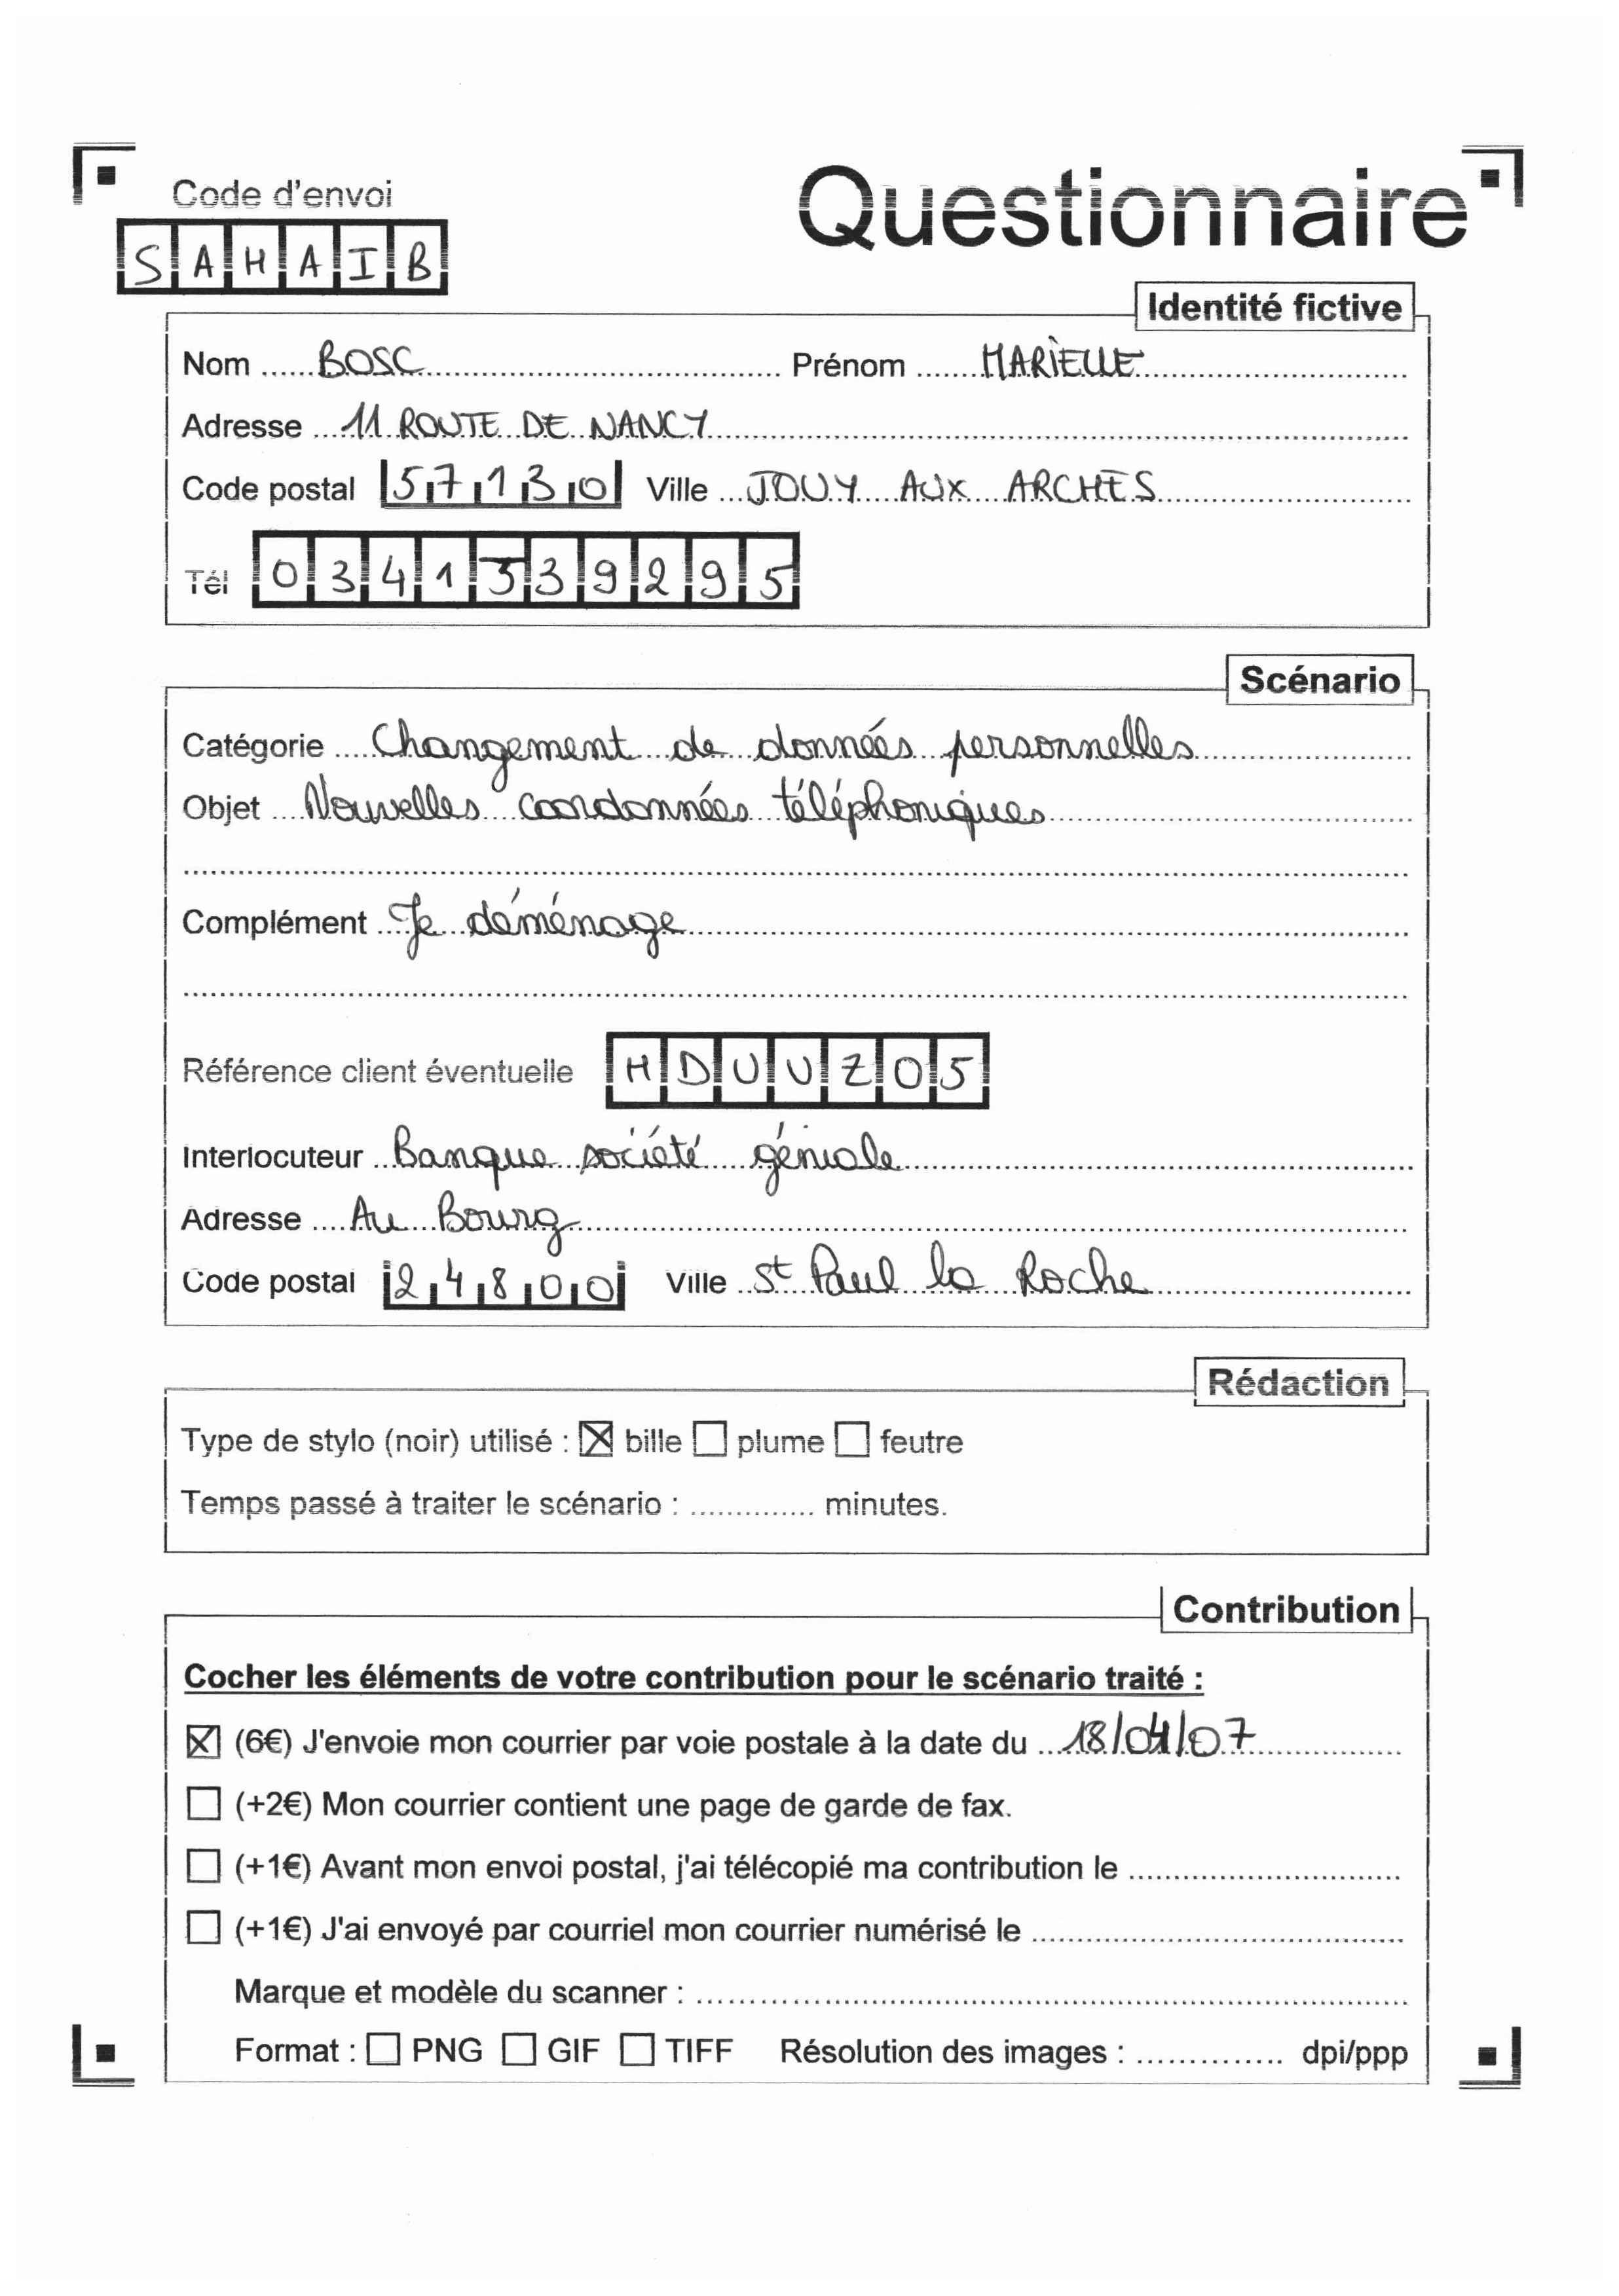 Code d'envoi
Questionnaire
SAHAIB
Identité fictive
Nom BOSC Prénom MARIELLE
Adresse 11 ROUTE DE NANCY
Code postal 57130 Ville JOUY AUX ARCHES
Tél 0341539295
Scénario
Catégorie Changement de données personnelles
Objet Nouvelles coordonnées téléphoniques
Complément Je déménage
Référence client éventuelle HDUUZ05
Interlocuteur Banque société géniale
Adresse Au Bourg
Code postal 24800 Ville St Paul la Roche
Rédaction
Type de stylo (noir) utilisé : ☒ bille ☐ plume ☐ feutre
Temps passé à traiter le scénario : .............. minutes.
Contribution
Cocher les éléments de votre contribution pour le scénario traité :
☒ (6€) J'envoie mon courrier par voie postale à la date du 18/04/07
☐ (+2€) Mon courrier contient une page de garde de fax.
☐ (+1€) Avant mon envoi postal, j'ai télécopié ma contribution le ..............................
☐ (+1€) J'ai envoyé par courriel mon courrier numérisé le ..............................
Marque et modèle du scanner : ..............................
Format : ☐ PNG ☐ GIF ☐ TIFF Résolution des images : ............... dpi/ppp